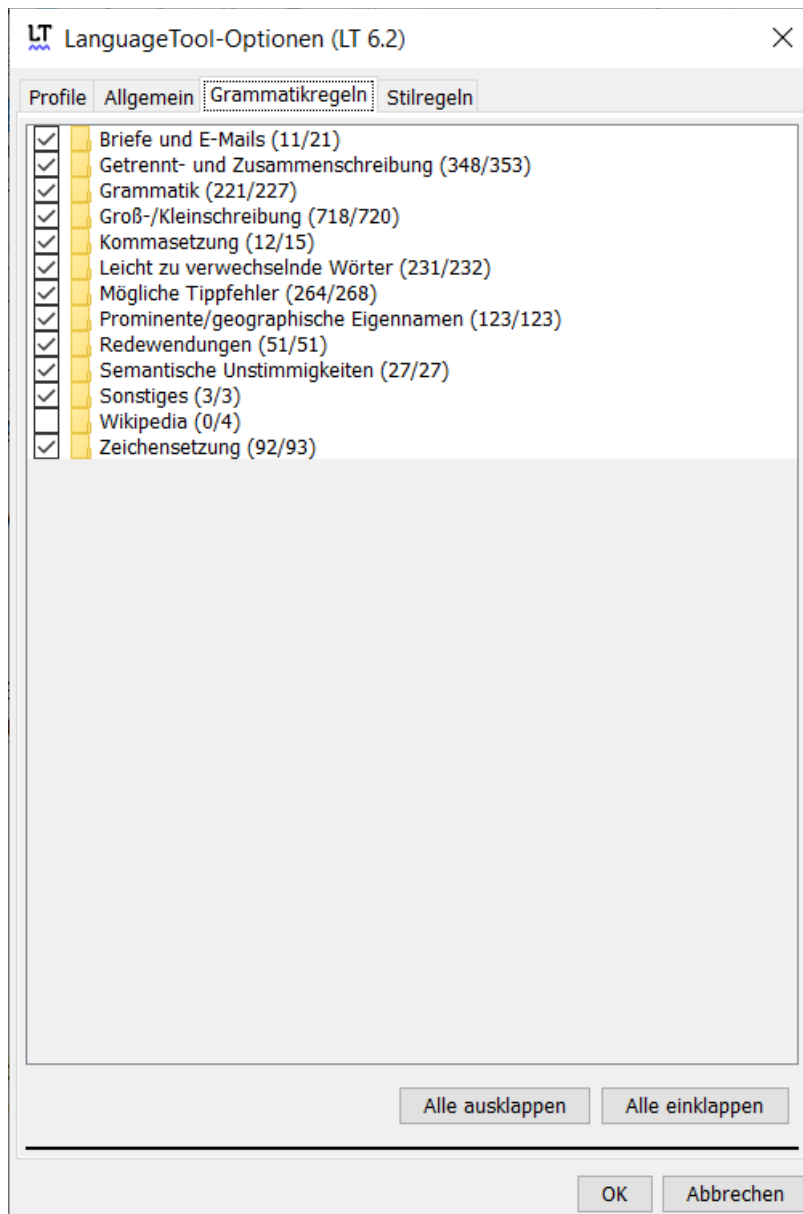 LT LanguageTool-Optionen (LT 6.2)
Profile Allgemein Grammatikregeln Stilregeln
Briefe und E-Mails (11/21)
Getrennt- und Zusammenschreibung (348/353)
Grammatik (221/227)
Groß-/Kleinschreibung (718/720)
Kommasetzung (12/15)
Leicht zu verwechselnde Wörter (231/232)
Mögliche Tippfehler (264/268)
Prominente/geographische Eigennamen (123/123)
Redewendungen (51/51)
Semantische Unstimmigkeiten (27/27)
Sonstiges (3/3)
Wikipedia (0/4)
Zeichensetzung (92/93)
Alle ausklappen Alle einklappen
OK Abbrechen